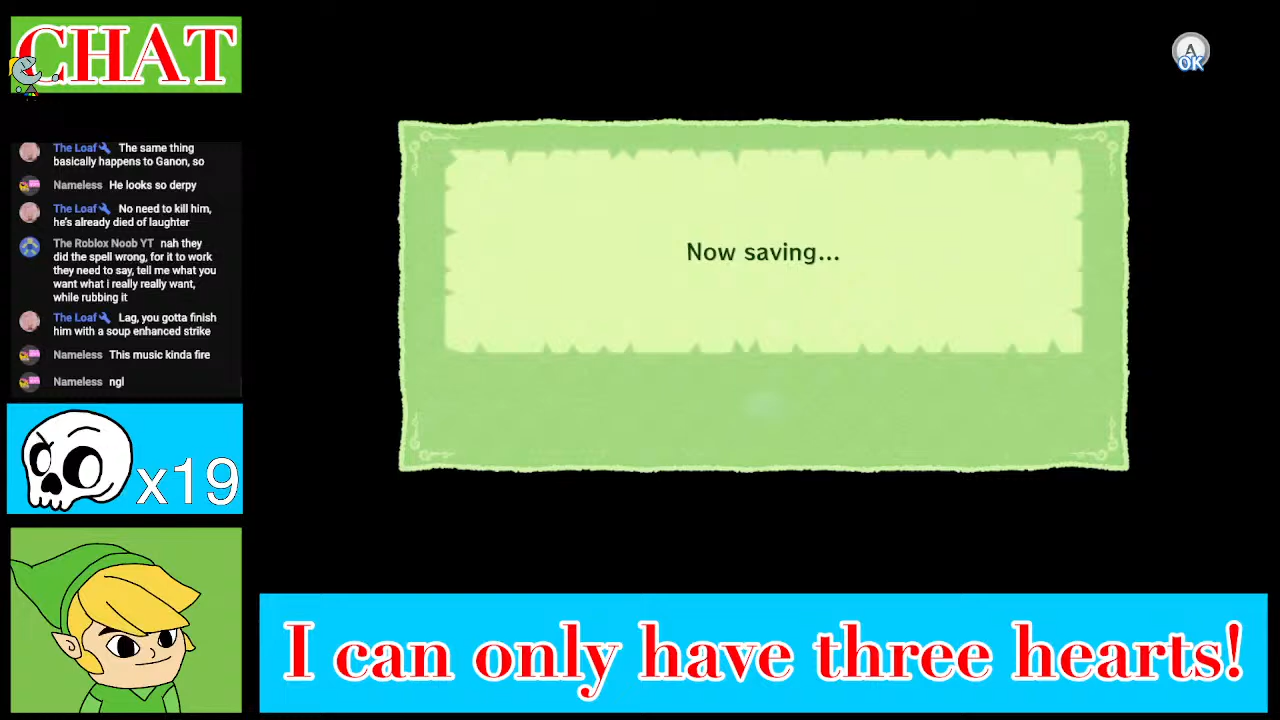 CHAT
The Loaf The same thing
basically happens to Ganon, so
Nameless He looks so derpy
The Loaf No need to kill him,
he's already died of laughter
The Roblox Noob YT nah they
did the spell wrong, for it to work
they need to say, tell me what you
want what i really really want,
while rubbing it
The Loaf Lag, you gotta finish
him with a soup enhanced strike
Nameless This music kinda fire
Nameless ngl
x19
A
OK
Now saving...
I can only have three hearts!